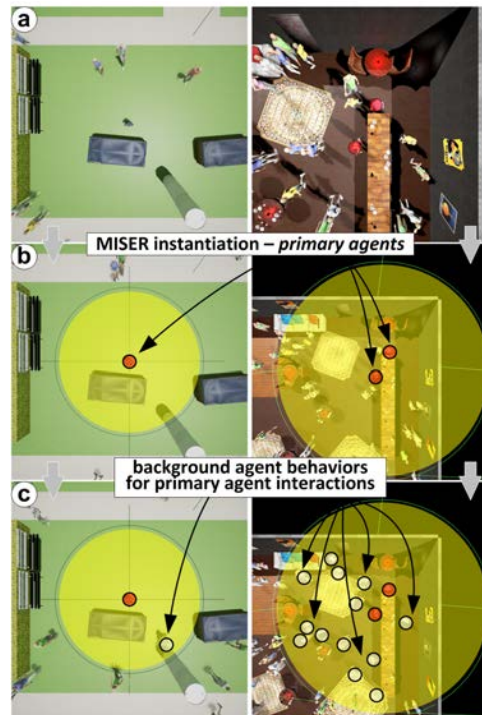 a
MISER instantiation – primary agents
b
background agent behaviors
for primary agent interactions
c